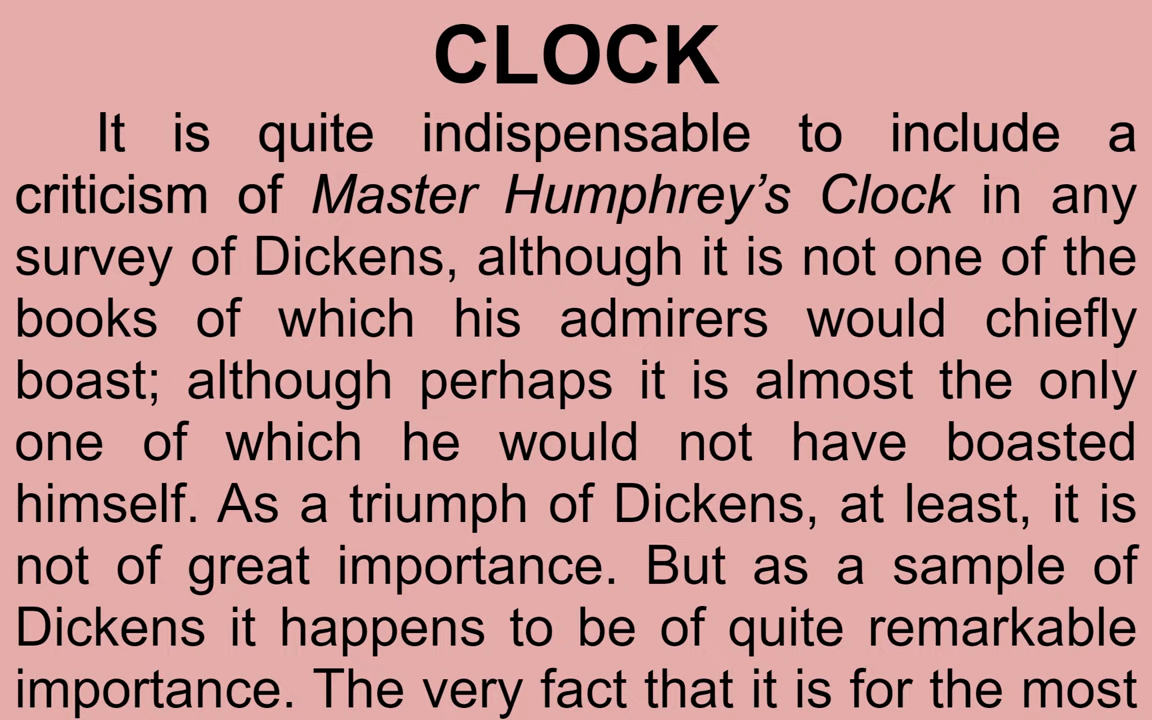 CLOCK
It is quite indispensable to include a
criticism of Master Humphrey’s Clock in any
survey of Dickens, although it is not one of the
books of which his admirers would chiefly
boast; although perhaps it is almost the only
one of which he would not have boasted
himself. As a triumph of Dickens, at least, it is
not of great importance. But as a sample of
Dickens it happens to be of quite remarkable
importance. The very fact that it is for the most